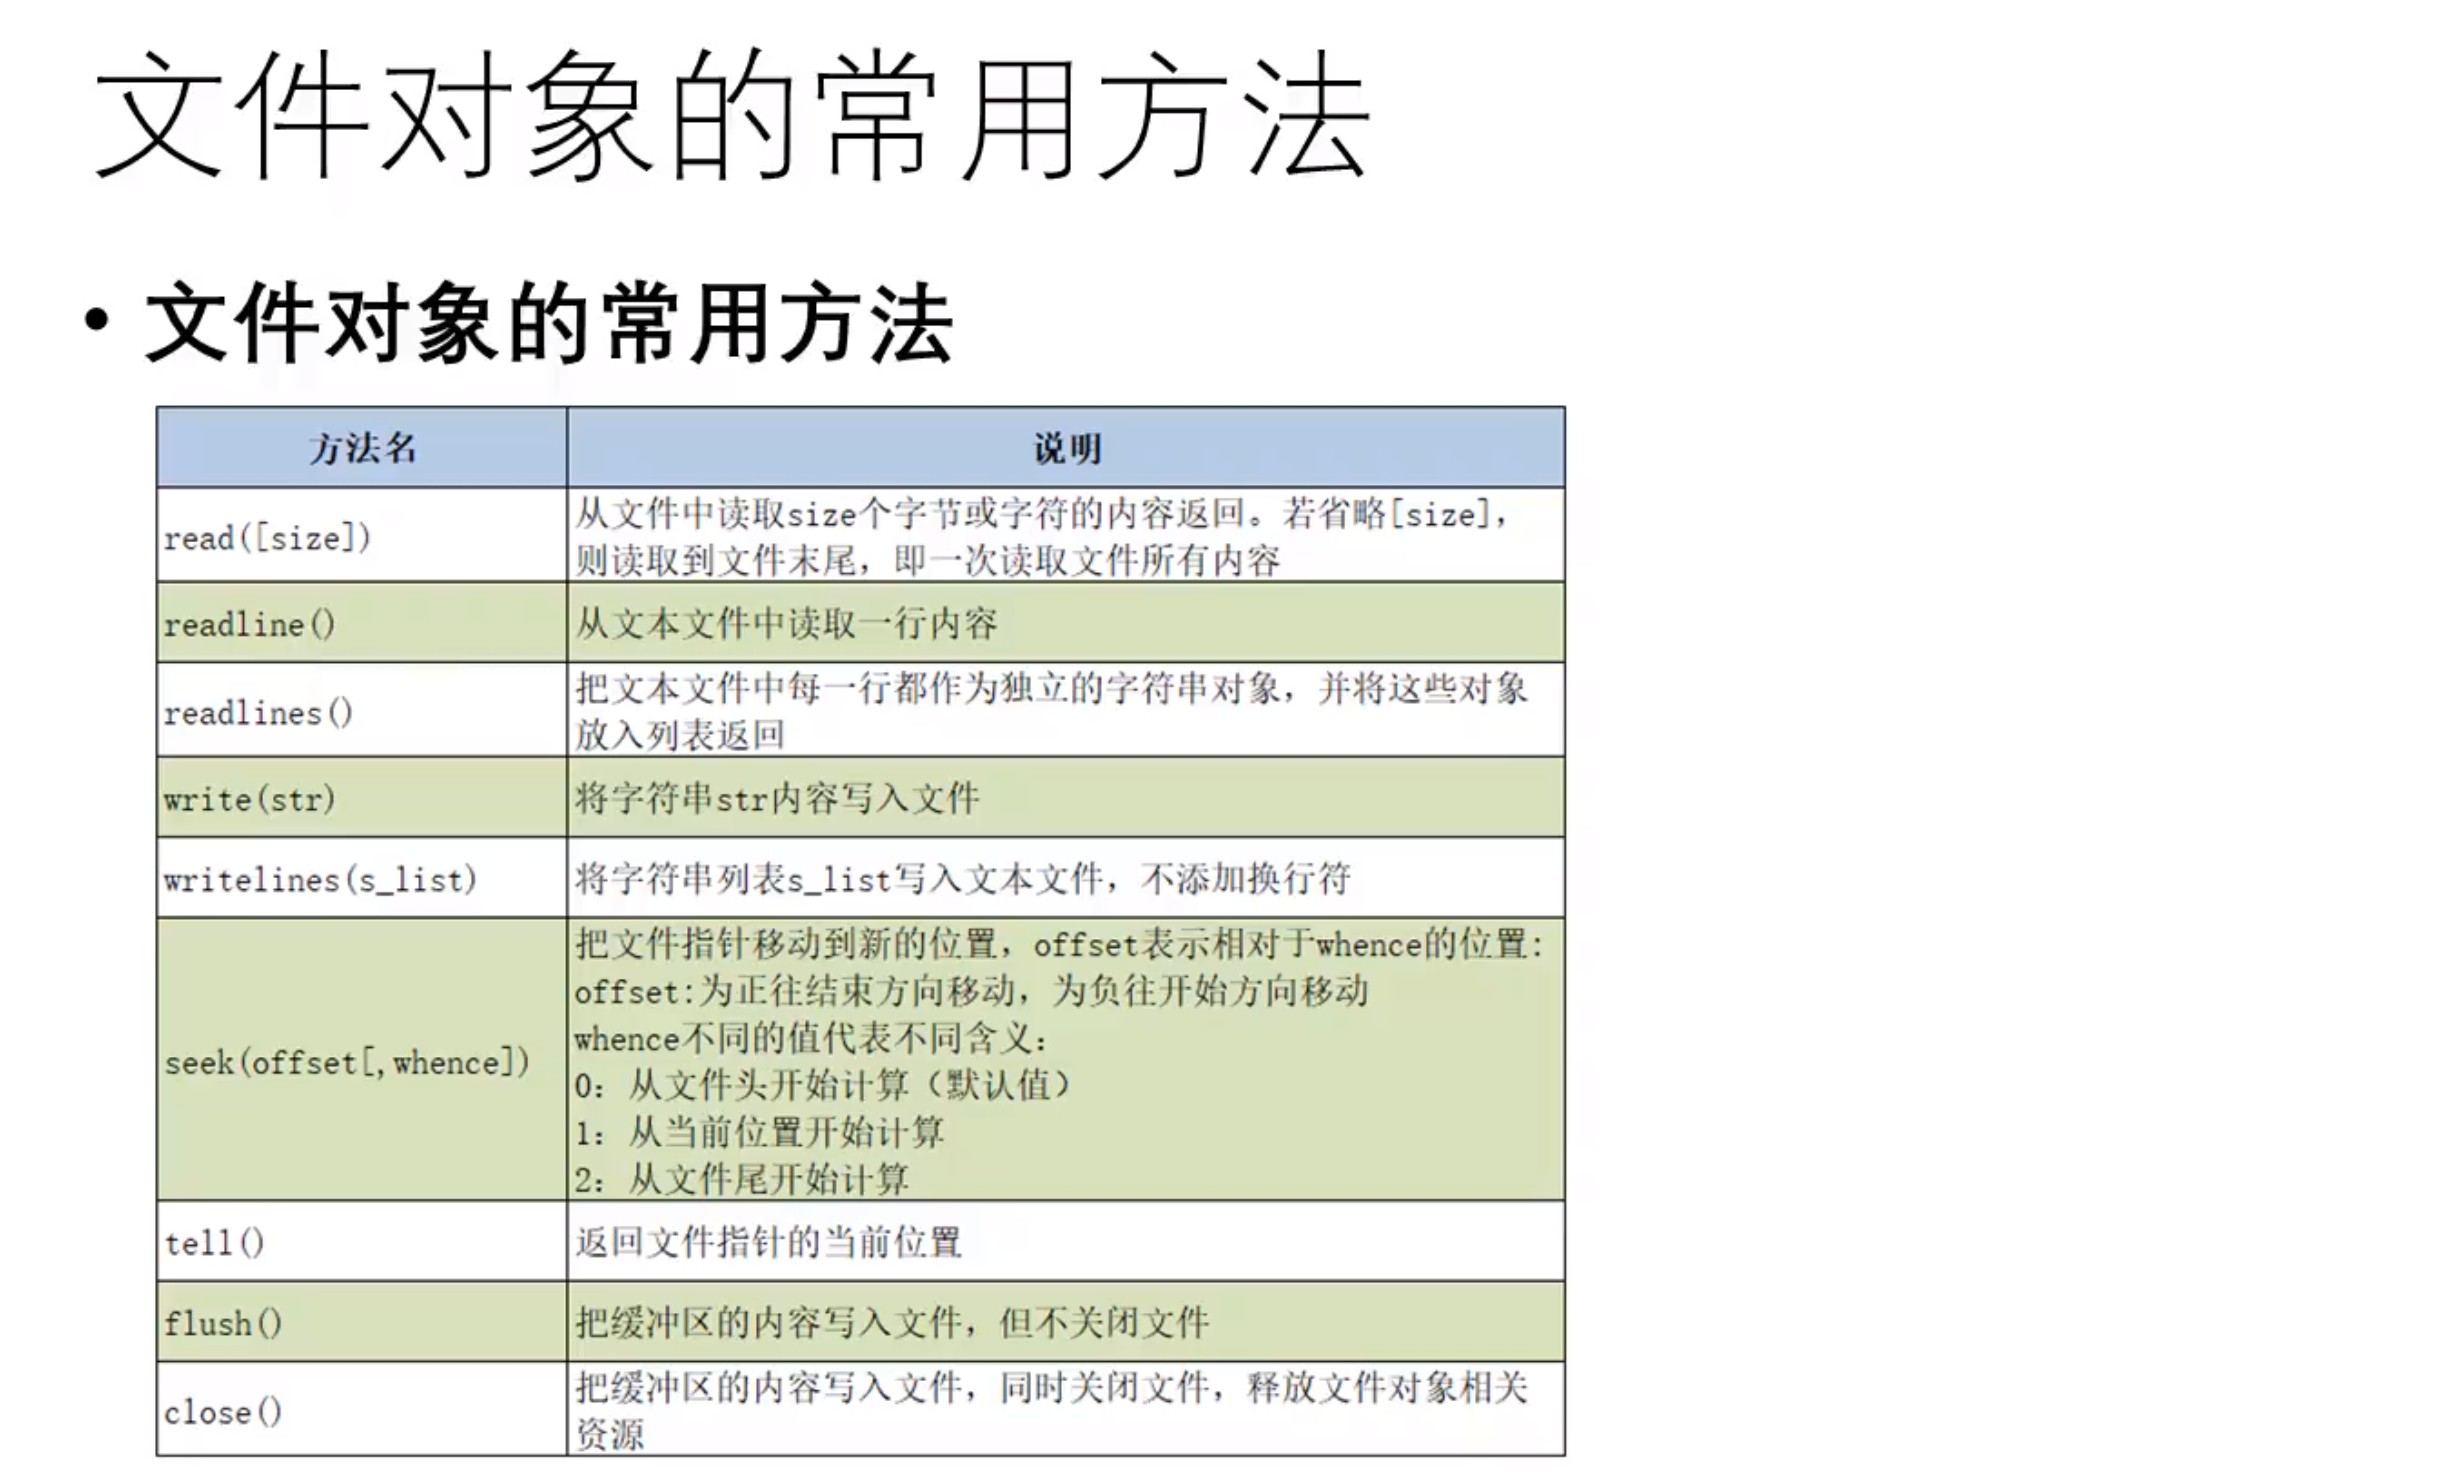 文件对象的常用方法
• 文件对象的常用方法
方法名 说明
read([size])
从文件中读取size个字节或字符的内容返回。若省略[size]，
则读取到文件末尾，即一次读取文件所有内容
readline()
从文本文件中读取一行内容
readlines()
把文本文件中每一行都作为独立的字符串对象，并将这些对象
放入列表返回
write(str)
将字符串str内容写入文件
writelines(s_list)
将字符串列表s_list写入文本文件，不添加换行符
seek(offset[,whence])
把文件指针移动到新的位置，offset表示相对于whence的位置：
offset:为正往结束方向移动，为负往开始方向移动
whence不同的值代表不同含义：
0：从文件头开始计算（默认值）
1：从当前位置开始计算
2：从文件尾开始计算
tell()
返回文件指针的当前位置
flush()
把缓冲区的内容写入文件，但不关闭文件
close()
把缓冲区的内容写入文件，同时关闭文件，释放文件对象相关
资源